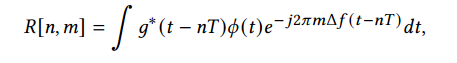 R[n, m] = ∫ g*(t − nT)ϕ(t)e^{−j2πmΔf(t−nT)}dt,